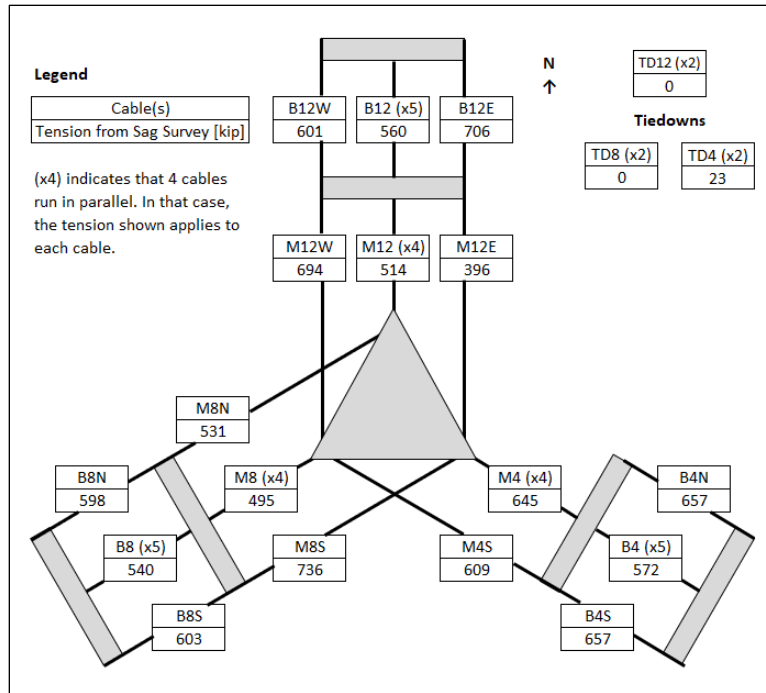 Legend
Cable(s)
Tension from Sag Survey [kip]
(x4) indicates that 4 cables
run in parallel. In that case,
the tension shown applies to
each cable.
N
↑
TD12 (x2)
0
Tiedowns
TD8 (x2)
0
TD4 (x2)
23
B12W
601
B12 (x5)
560
B12E
706
M12W
694
M12 (x4)
514
M12E
396
M8N
531
B8N
598
M8 (x4)
495
M4 (x4)
645
B4N
657
B8 (x5)
540
M8S
736
M4S
609
B4 (x5)
572
B8S
603
B4S
657